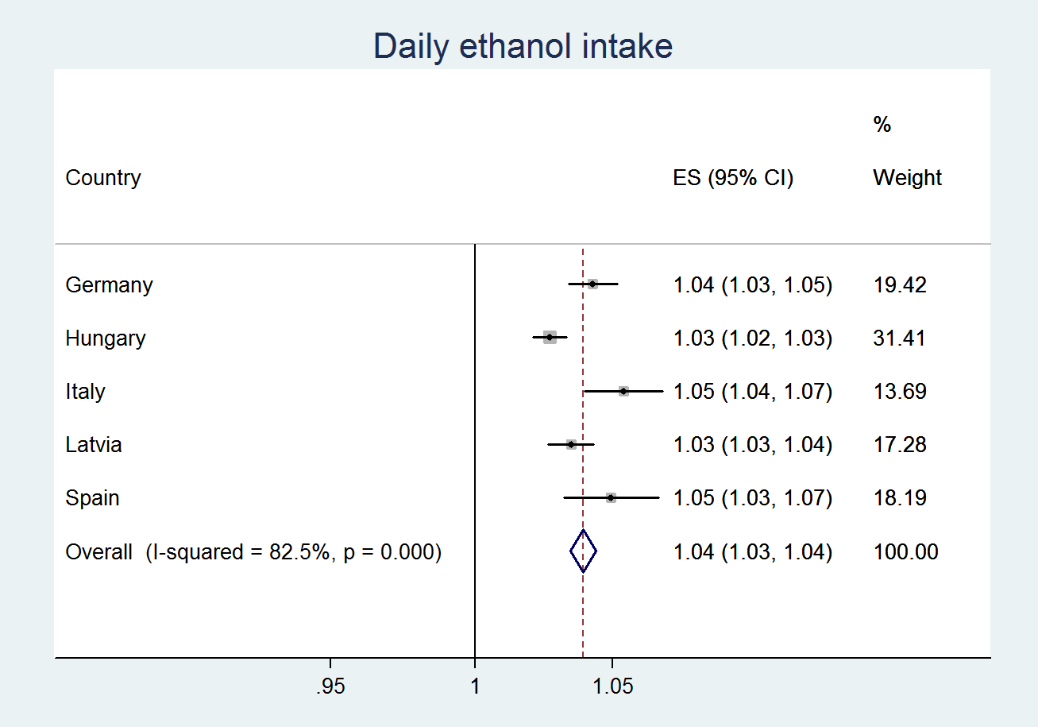 Daily ethanol intake
%
Country ES (95% CI) Weight
Germany 1.04 (1.03, 1.05) 19.42
Hungary 1.03 (1.02, 1.03) 31.41
Italy 1.05 (1.04, 1.07) 13.69
Latvia 1.03 (1.03, 1.04) 17.28
Spain 1.05 (1.03, 1.07) 18.19
Overall (I-squared = 82.5%, p = 0.000) 1.04 (1.03, 1.04) 100.00
.95 1 1.05